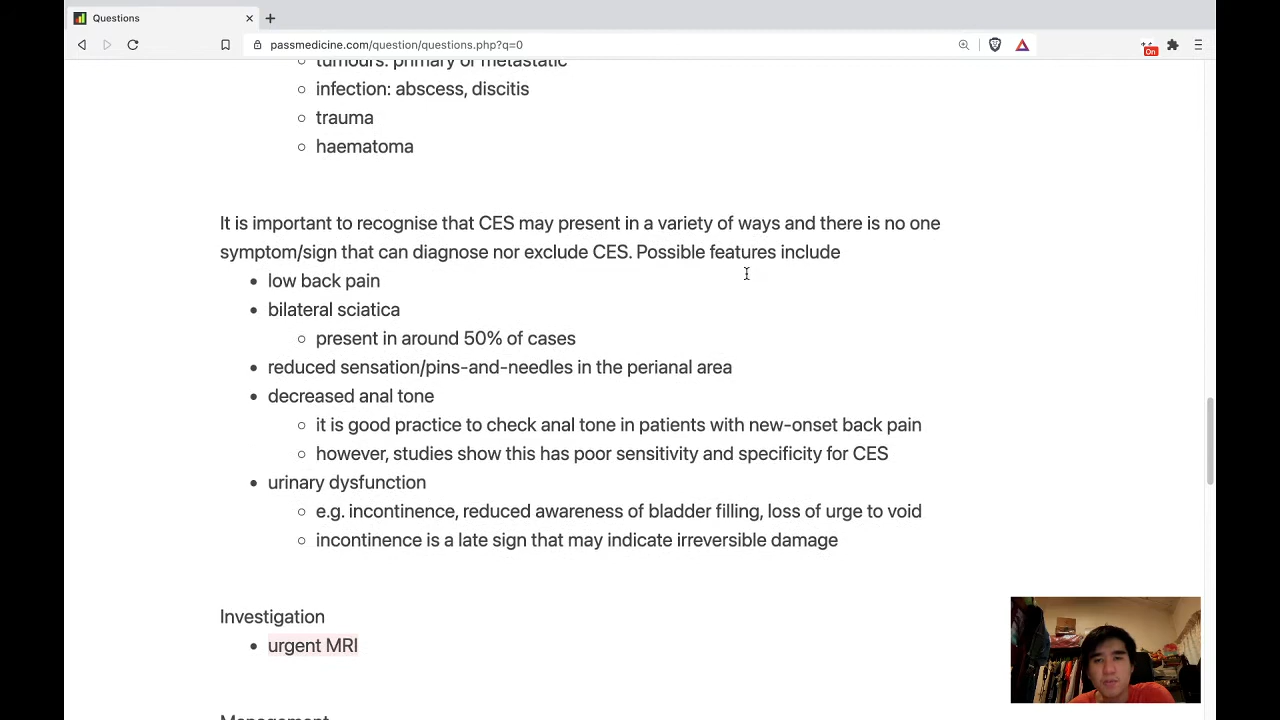 Questions
passmedicine.com/question/questions.php?q=0
On
tumours: primary or metastatic
infection: abscess, discitis
trauma
haematoma
It is important to recognise that CES may present in a variety of ways and there is no one
symptom/sign that can diagnose nor exclude CES. Possible features include
low back pain
bilateral sciatica
present in around 50% of cases
reduced sensation/pins-and-needles in the perianal area
decreased anal tone
it is good practice to check anal tone in patients with new-onset back pain
however, studies show this has poor sensitivity and specificity for CES
urinary dysfunction
e.g. incontinence, reduced awareness of bladder filling, loss of urge to void
incontinence is a late sign that may indicate irreversible damage
Investigation
urgent MRI
Management